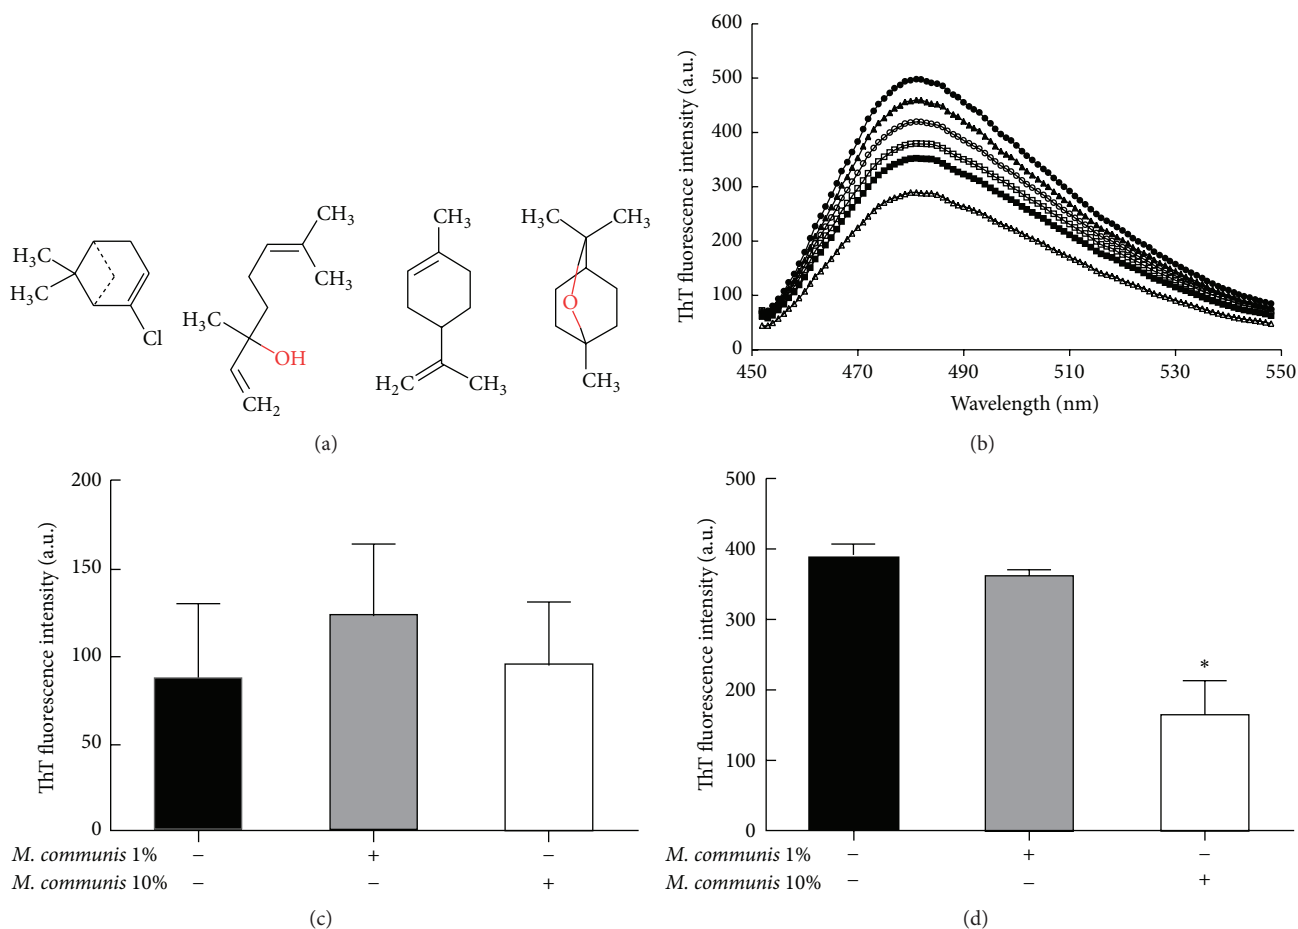 CH₃
CH₃
H₃C
H₃C
Cl
H₃C
OH
CH₂
CH₃
H₂C
CH₃
H₃C
CH₃
O
CH₃
(a)
ThT fluorescence intensity (a.u.)
600
500
400
300
200
100
0
450 470 490 510 530 550
Wavelength (nm)
(b)
ThT fluorescence intensity (a.u.)
200
150
100
50
0
M. communis 1% − + −
M. communis 10% − − +
(c)
ThT fluorescence intensity (a.u.)
500
400
300
200
100
0
*
M. communis 1% − + −
M. communis 10% − − +
(d)